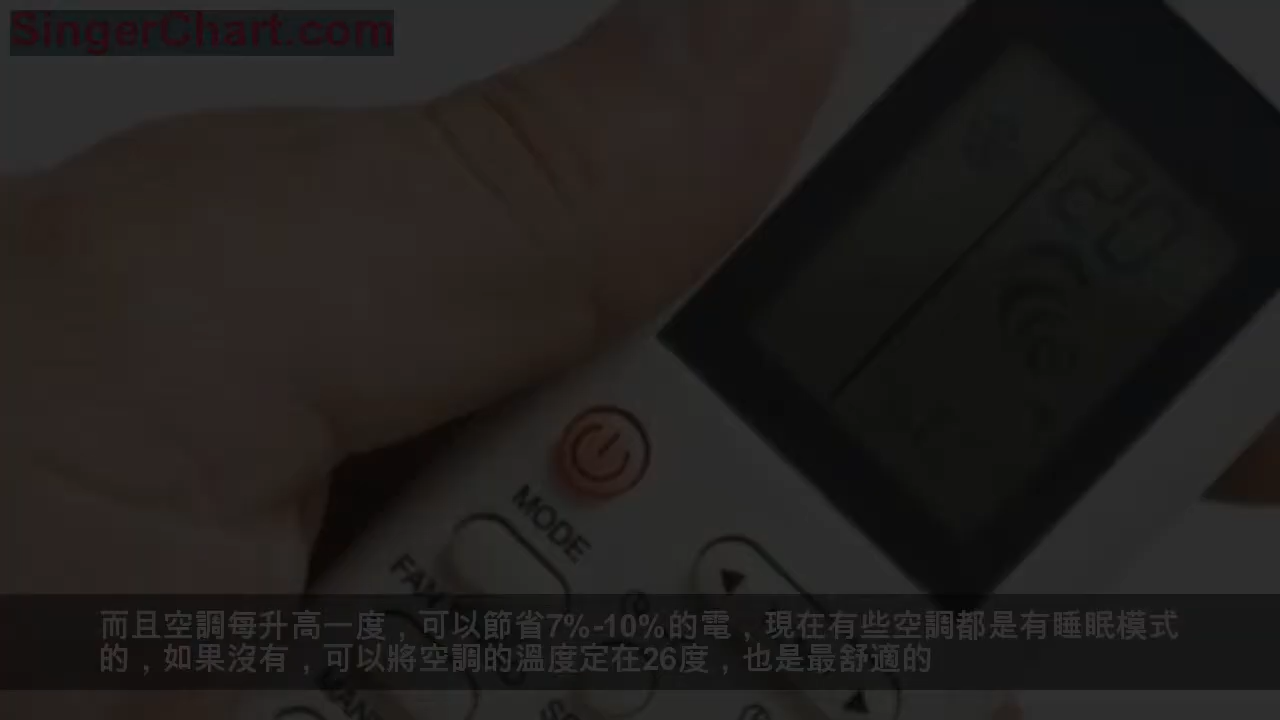 SingerChart.com
20
MODE
FAN
而且空調每升高一度，可以節省7%-10%的電，現在有些空調都是有睡眠模式
的，如果沒有，可以將空調的溫度定在26度，也是最舒適的